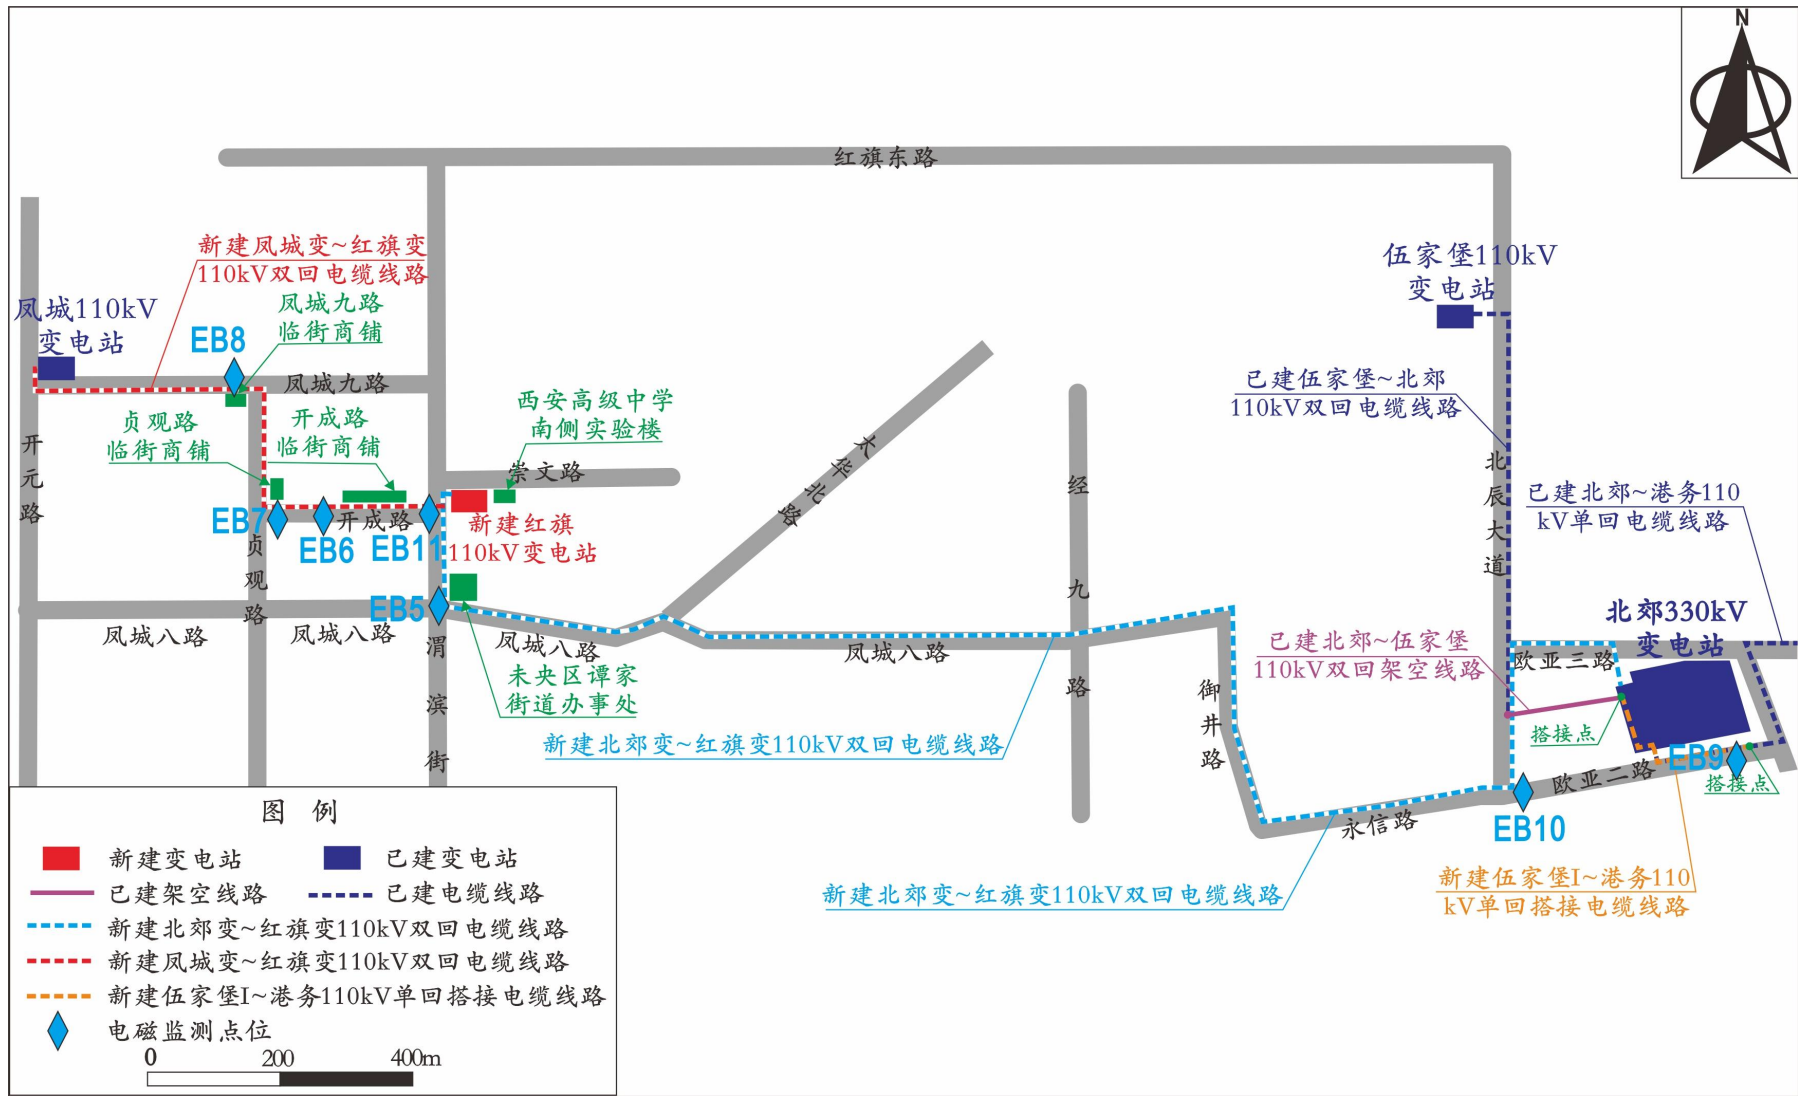 N
红旗东路
新建凤城变~红旗变
110kV双回电缆线路
凤城110kV
变电站
EB8
凤城九路
临街商铺
凤城九路
伍家堡110kV
变电站
已建伍家堡~北郊
110kV双回电缆线路
贞观路
临街商铺
开成路
临街商铺
西安高级中学
南侧实验楼
崇文路
太华北路
开元路
经九路
北辰大道
已建北郊~港务110
kV单回电缆线路
EB7
EB6
开成路
EB11
新建红旗
110kV变电站
贞观路
EB5
凤城八路
凤城八路
凤城八路
凤城八路
渭滨街
未央区谭家
街道办事处
新建北郊变~红旗变110kV双回电缆线路
御井路
已建北郊~伍家堡
110kV双回架空线路
北郊330kV
变电站
欧亚三路
搭接点
EB9
搭接点
欧亚二路
EB10
永信路
新建北郊变~红旗变110kV双回电缆线路
新建伍家堡I~港务110
kV单回搭接电缆线路
图 例
新建变电站
已建变电站
已建架空线路
已建电缆线路
新建北郊变~红旗变110kV双回电缆线路
新建凤城变~红旗变110kV双回电缆线路
新建伍家堡I~港务110kV单回搭接电缆线路
电磁监测点位
0 200 400m